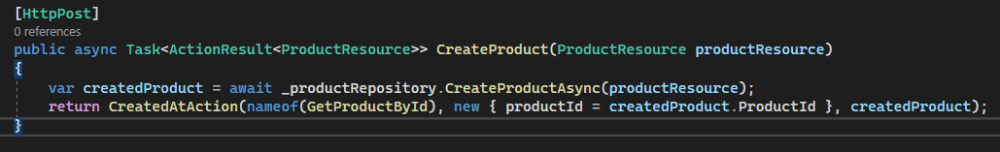 [HttpPost]
0 references
public async Task<ActionResult<ProductResource>> CreateProduct(ProductResource productResource)
{
var createdProduct = await _productRepository.CreateProductAsync(productResource);
return CreatedAtAction(nameof(GetProductById), new { productId = createdProduct.ProductId }, createdProduct);
}